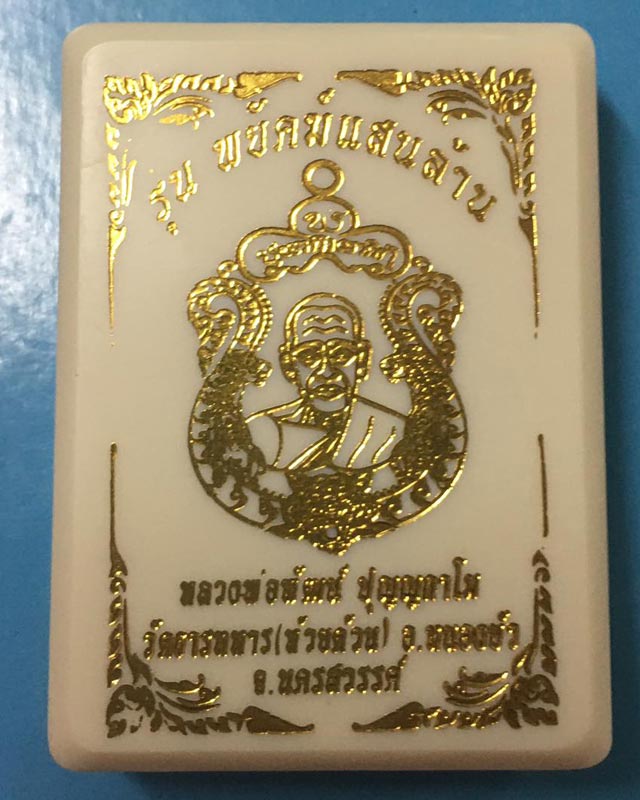 รุ่น พยัคฆ์แสนล้าน
หลวงพ่อพัฒน์ ปุญญกาโม
วัดธารทหาร(ห้วยด้วน) อ.หนองบัว
จ.นครสวรรค์